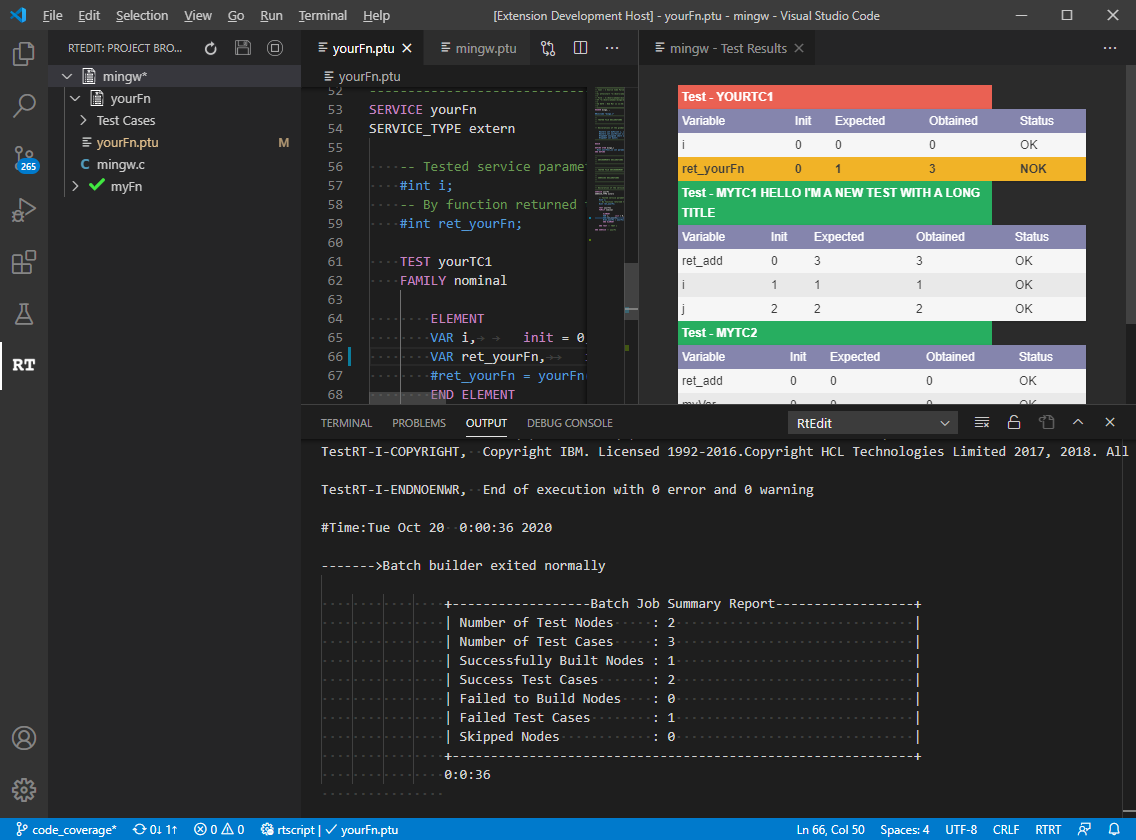 File Edit Selection View Go Run Terminal Help [Extension Development Host] - yourFn.ptu - mingw - Visual Studio Code
RTEDIT: PROJECT BRO...
mingw*
yourFn
Test Cases
yourFn.ptu M
mingw.c
myFn
265
RT
yourFn.ptu mingw.ptu
yourFn.ptu
52 ----------------------------
53 SERVICE yourFn
54 SERVICE_TYPE extern
55
56 -- Tested service parame
57 #int i;
58 -- By function returned
59 #int ret_yourFn;
60
61 TEST yourTC1
62 FAMILY nominal
63
64 ELEMENT
65 VAR i, init = 0
66 VAR ret_yourFn,
67 #ret_yourFn = yourFn
68 END ELEMENT
mingw - Test Results
Test - YOURTC1
Variable Init Expected Obtained Status
i 0 0 0 OK
ret_yourFn 0 1 3 NOK
Test - MYTC1 HELLO I'M A NEW TEST WITH A LONG
TITLE
Variable Init Expected Obtained Status
ret_add 0 3 3 OK
i 1 1 1 OK
j 2 2 2 OK
Test - MYTC2
Variable Init Expected Obtained Status
ret_add 0 0 0 OK
myVar 0 0 0 OK
TERMINAL PROBLEMS OUTPUT DEBUG CONSOLE RtEdit
TestRT-I-COPYRIGHT, Copyright IBM. Licensed 1992-2016.Copyright HCL Technologies Limited 2017, 2018. All
TestRT-I-ENDNOENWR, End of execution with 0 error and 0 warning
#Time:Tue Oct 20 0:00:36 2020
------->Batch builder exited normally
+------------------Batch Job Summary Report------------------+
| Number of Test Nodes : 2 |
| Number of Test Cases : 3 |
| Successfully Built Nodes : 1 |
| Success Test Cases : 2 |
| Failed to Build Nodes : 0 |
| Failed Test Cases : 1 |
| Skipped Nodes : 0 |
+------------------------------------------------------------+
0:0:36
code_coverage* 0↓ 1↑ 0 0 rtscript | yourFn.ptu Ln 66, Col 50 Spaces: 4 UTF-8 CRLF RTRT